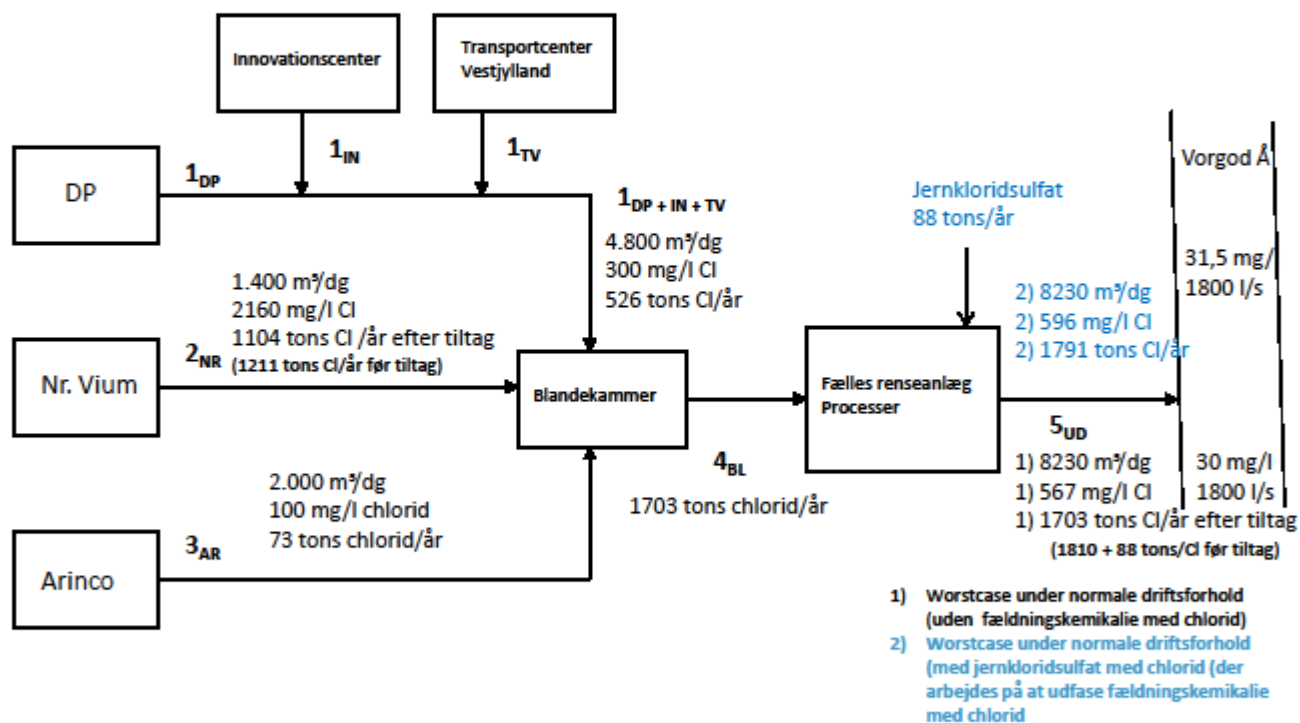 Innovationscenter
Transportcenter
Vestjylland
1IN
1TV
DP
1DP
1DP + IN + TV
4.800 m³/dg
300 mg/l Cl
526 tons Cl/år
Jernkloridsulfat
88 tons/år
Vorgod Å
31,5 mg/
1800 l/s
1.400 m³/dg
2160 mg/l Cl
1104 tons Cl /år efter tiltag
(1211 tons Cl/år før tiltag)
2NR
Nr. Vium
2) 8230 m³/dg
2) 596 mg/l Cl
2) 1791 tons Cl/år
Blandekammer
Fælles renseanlæg
Processer
4BL
1703 tons chlorid/år
5UD
1) 8230 m³/dg
1) 567 mg/l Cl
1) 1703 tons Cl/år efter tiltag
(1810 + 88 tons/Cl før tiltag)
30 mg/l
1800 l/s
2.000 m³/dg
100 mg/l chlorid
73 tons chlorid/år
3AR
Arinco
1) Worstcase under normale driftsforhold
(uden fældningskemikalie med chlorid)
2) Worstcase under normale driftsforhold
(med jernkloridsulfat med chlorid (der
arbejdes på at udfase fældningskemikalie
med chlorid